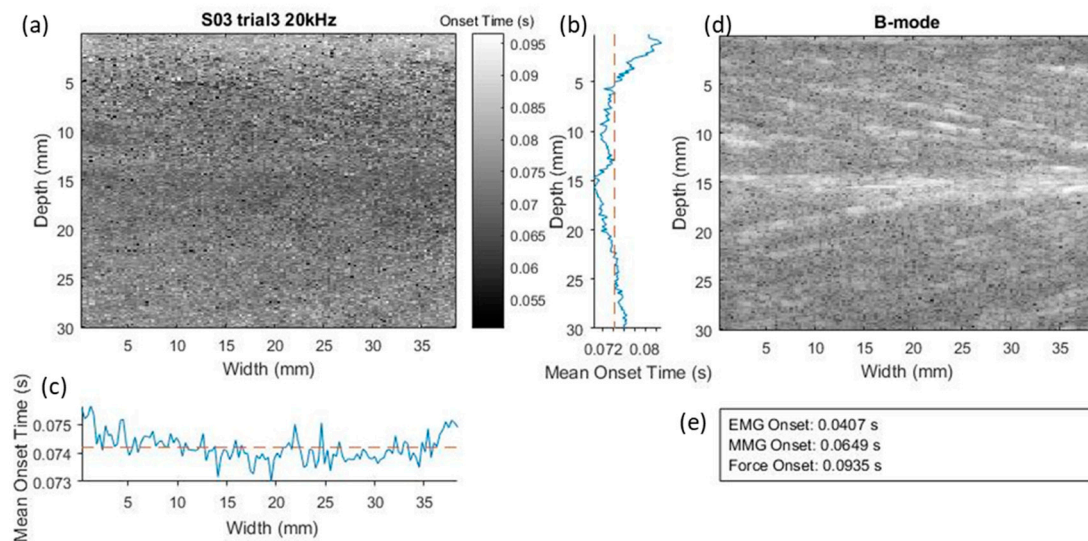 (a)
S03 trial3 20kHz
Onset Time (s)
0.095
0.09
0.085
0.08
0.075
0.07
0.065
0.06
0.055
Depth (mm)
5
10
15
20
25
30
5 10 15 20 25 30 35
Width (mm)
(b)
Depth (mm)
5
10
15
20
25
30
0.072 0.08
Mean Onset Time (s)
(d)
B-mode
Depth (mm)
5
10
15
20
25
30
5 10 15 20 25 30 35
Width (mm)
(c)
Mean Onset Time (s)
0.075
0.074
0.073
5 10 15 20 25 30 35
Width (mm)
(e)
EMG Onset: 0.0407 s
MMG Onset: 0.0649 s
Force Onset: 0.0935 s